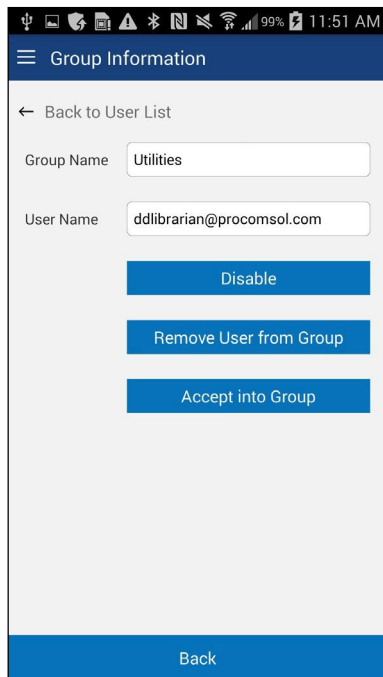 99% 11:51 AM
Group Information
← Back to User List
Group Name Utilities
User Name ddlibrarian@procomsol.com
Disable
Remove User from Group
Accept into Group
Back